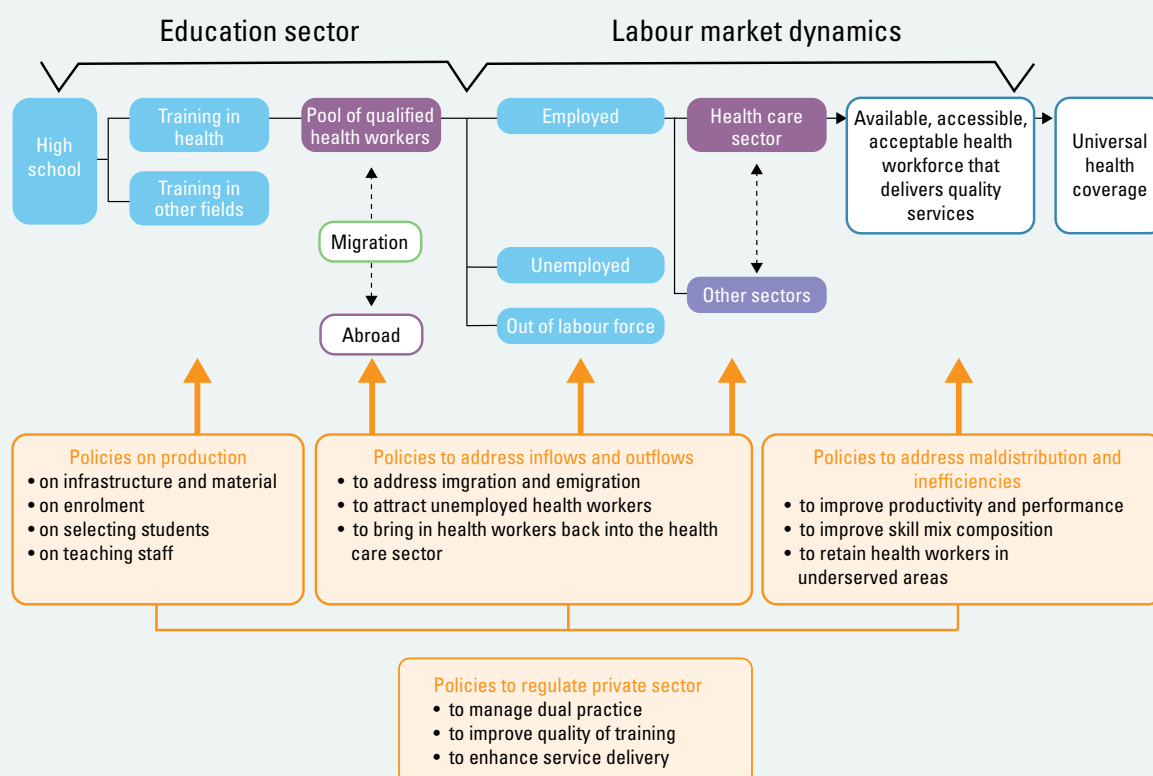 Education sector
Labour market dynamics
High
school
Training in
health
Training in
other fields
Pool of qualified
health workers
Migration
Abroad
Employed
Unemployed
Out of labour force
Health care
sector
Other sectors
Available, accessible,
acceptable health
workforce that
delivers quality
services
Universal
health
coverage
Policies on production
• on infrastructure and material
• on enrolment
• on selecting students
• on teaching staff
Policies to address inflows and outflows
• to address imgration and emigration
• to attract unemployed health workers
• to bring in health workers back into the health
care sector
Policies to address maldistribution and
inefficiencies
• to improve productivity and performance
• to improve skill mix composition
• to retain health workers in
underserved areas
Policies to regulate private sector
• to manage dual practice
• to improve quality of training
• to enhance service delivery